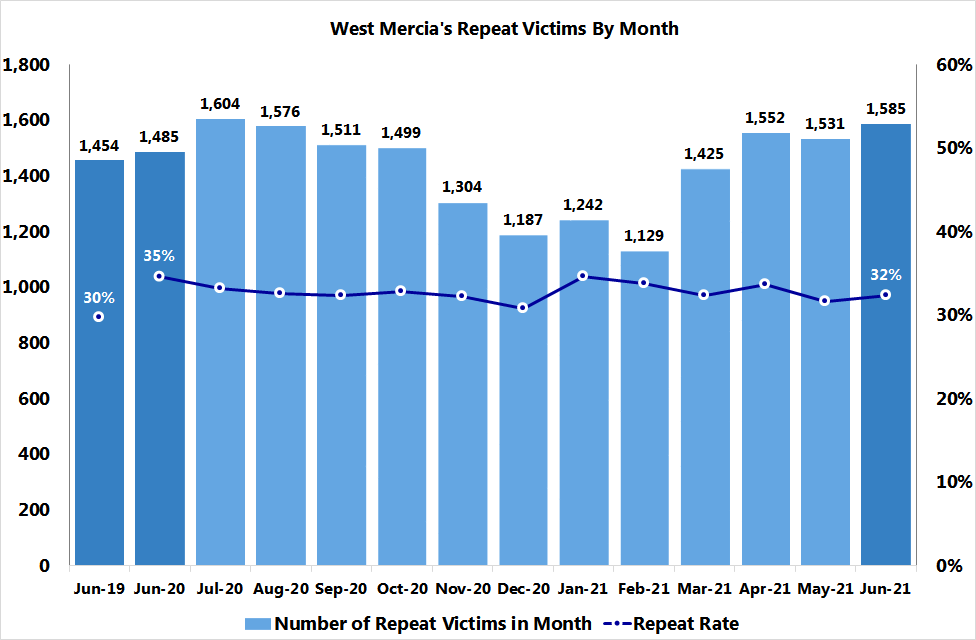 West Mercia's Repeat Victims By Month
1,800 60%
1,604 1,576 1,585
1,600 1,552 1,531
1,454 1,485 1,511 1,499 50%
1,400 1,425
1,304
1,200 1,187 1,242 1,129 40%
35% 32%
1,000 30%
800 30%
600 20%
400
10%
200
0 0%
Jun-19 Jun-20 Jul-20 Aug-20 Sep-20 Oct-20 Nov-20 Dec-20 Jan-21 Feb-21 Mar-21 Apr-21 May-21 Jun-21
Number of Repeat Victims in Month Repeat Rate